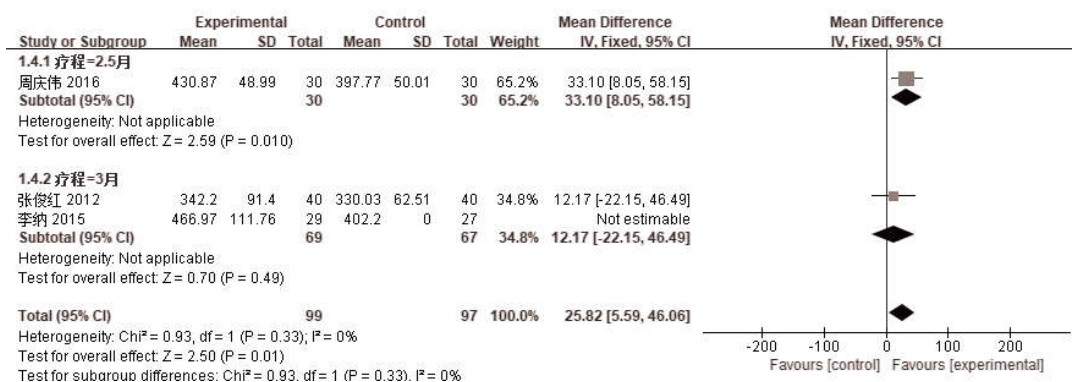 Experimental Control Mean Difference Mean Difference
Study or Subgroup Mean SD Total Mean SD Total Weight IV, Fixed, 95% CI IV, Fixed, 95% CI
1.4.1 疗程=2.5月
周庆伟 2016 430.87 48.99 30 397.77 50.01 30 65.2% 33.10 [8.05, 58.15]
Subtotal (95% CI) 30 30 65.2% 33.10 [8.05, 58.15]
Heterogeneity: Not applicable
Test for overall effect: Z = 2.59 (P = 0.010)
1.4.2 疗程=3月
张俊红 2012 342.2 91.4 40 330.03 62.51 40 34.8% 12.17 [-22.15, 46.49]
李纳 2015 466.97 111.76 29 402.2 0 27 Not estimable
Subtotal (95% CI) 69 67 34.8% 12.17 [-22.15, 46.49]
Heterogeneity: Not applicable
Test for overall effect: Z = 0.70 (P = 0.49)
Total (95% CI) 99 97 100.0% 25.82 [5.59, 46.06]
Heterogeneity: Chi² = 0.93, df = 1 (P = 0.33); I² = 0%
Test for overall effect: Z = 2.50 (P = 0.01)
Test for subgroup differences: Chi² = 0.93, df = 1 (P = 0.33), I² = 0%
-200 -100 0 100 200
Favours [control] Favours [experimental]